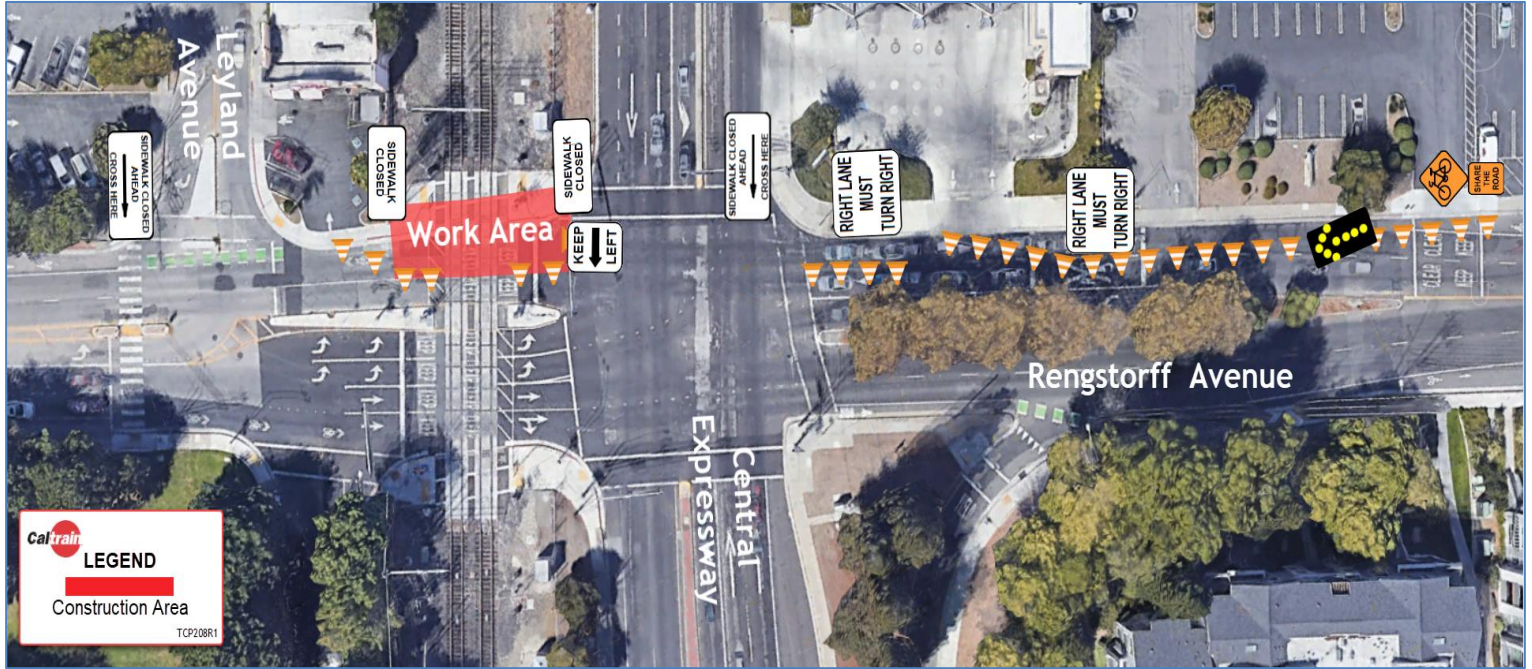 Leyland
Avenue
SIDEWALK CLOSED
AHEAD
CROSS HERE
SIDEWALK
CLOSED
Work Area
SIDEWALK
CLOSED
KEEP
LEFT
SIDEWALK CLOSED
AHEAD
CROSS HERE
RIGHT LANE
MUST
TURN RIGHT
RIGHT LANE
MUST
TURN RIGHT
SHARE
THE
ROAD
Rengstorff Avenue
Central
Expressway
Caltrain
LEGEND
Construction Area
TCP208R1
KEEP
CLEAR